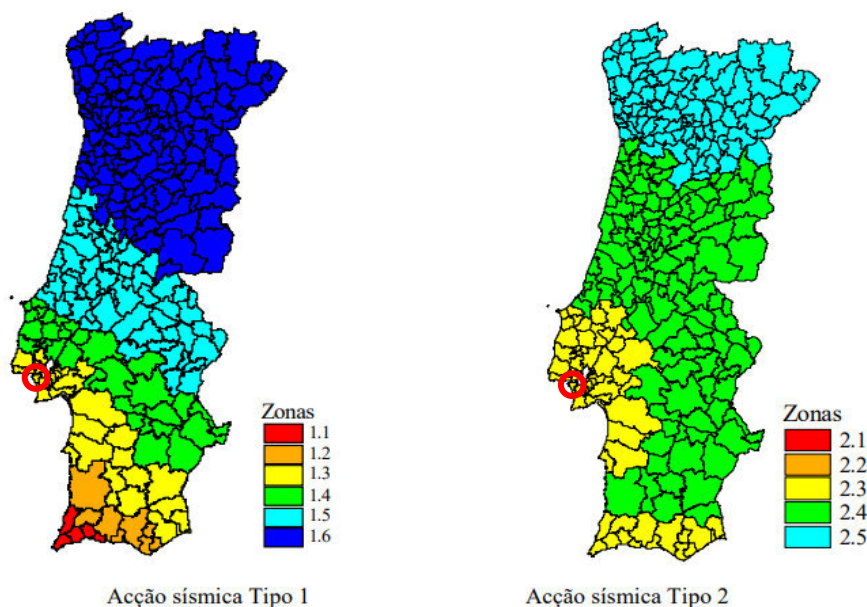 Zonas
1.1
1.2
1.3
1.4
1.5
1.6
Zonas
2.1
2.2
2.3
2.4
2.5
Acção sísmica Tipo 1
Acção sísmica Tipo 2